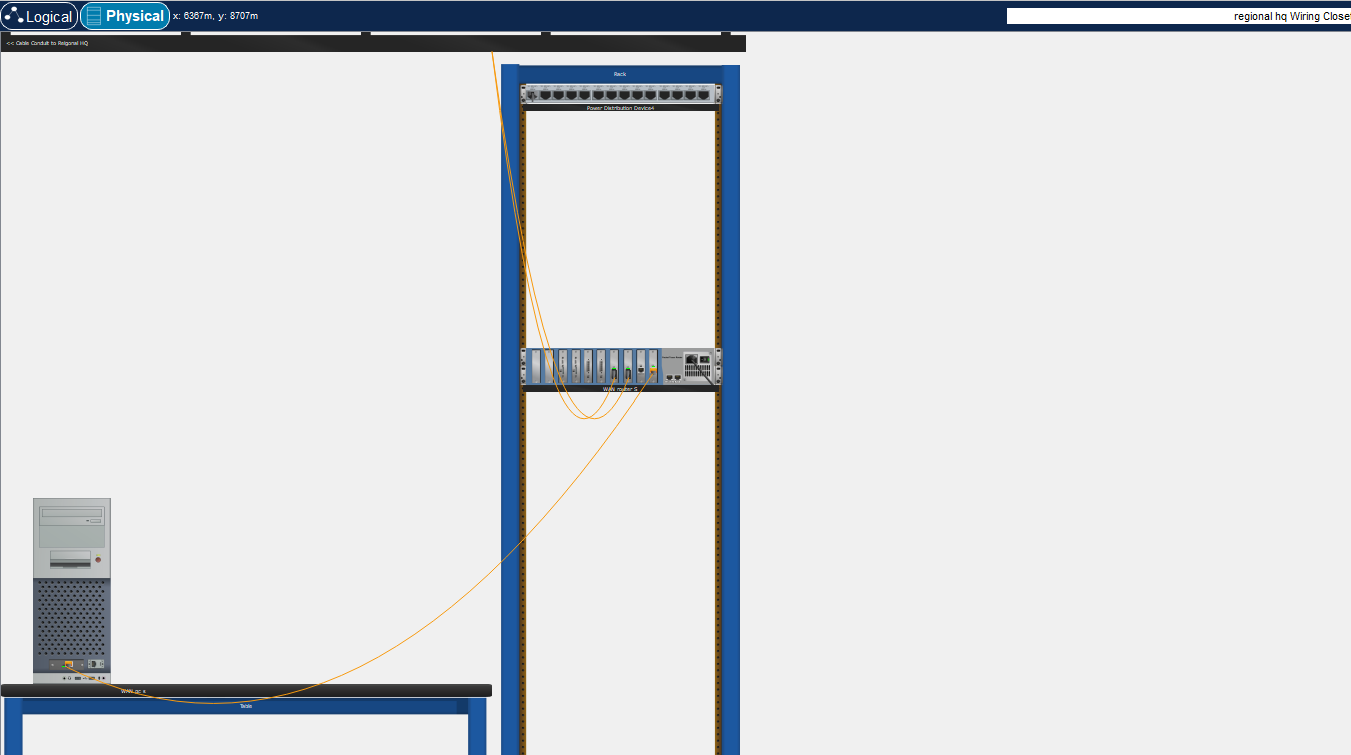 Logical
Physical
x: 6367m, y: 8707m
regional hq Wiring Closet
<< Cable Conduit to Reigonal HQ
Rack
Power Distribution Device4
WAN router S
WAN pc s
Table